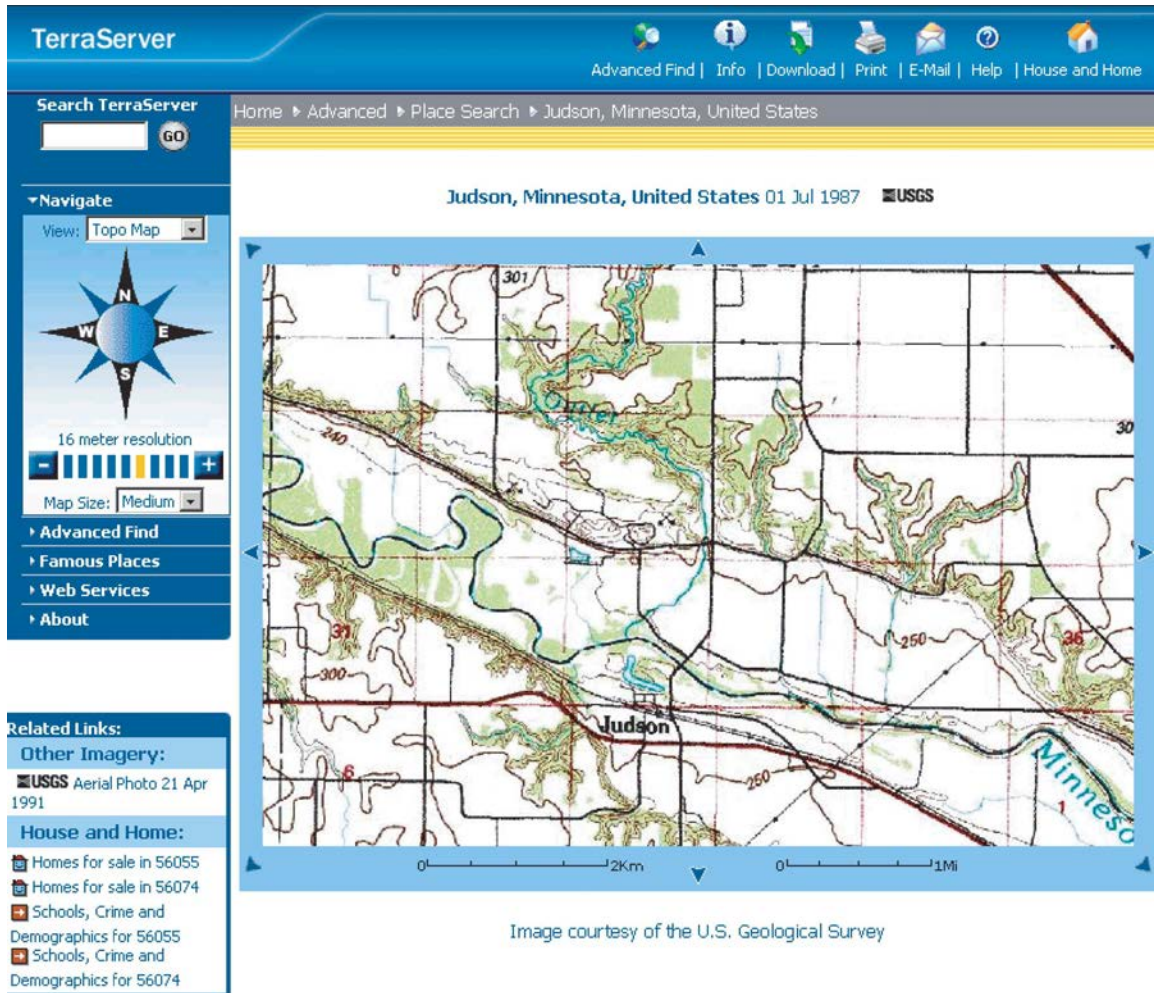 TerraServer
Advanced Find | Info | Download | Print | E-Mail | Help | House and Home
Search TerraServer
GO
Home Advanced Place Search Judson, Minnesota, United States
Navigate
View: Topo Map
N
W E
S
16 meter resolution
- +
Map Size: Medium
Advanced Find
Famous Places
Web Services
About
Related Links:
Other Imagery:
USGS Aerial Photo 21 Apr
1991
House and Home:
Homes for sale in 56055
Homes for sale in 56074
Schools, Crime and
Demographics for 56055
Schools, Crime and
Demographics for 56074
Judson, Minnesota, United States 01 Jul 1987 USGS
301
240
30
31
250
36
300
Judson
6
250
1
Minneso
0 2Km 0 1Mi
Image courtesy of the U.S. Geological Survey